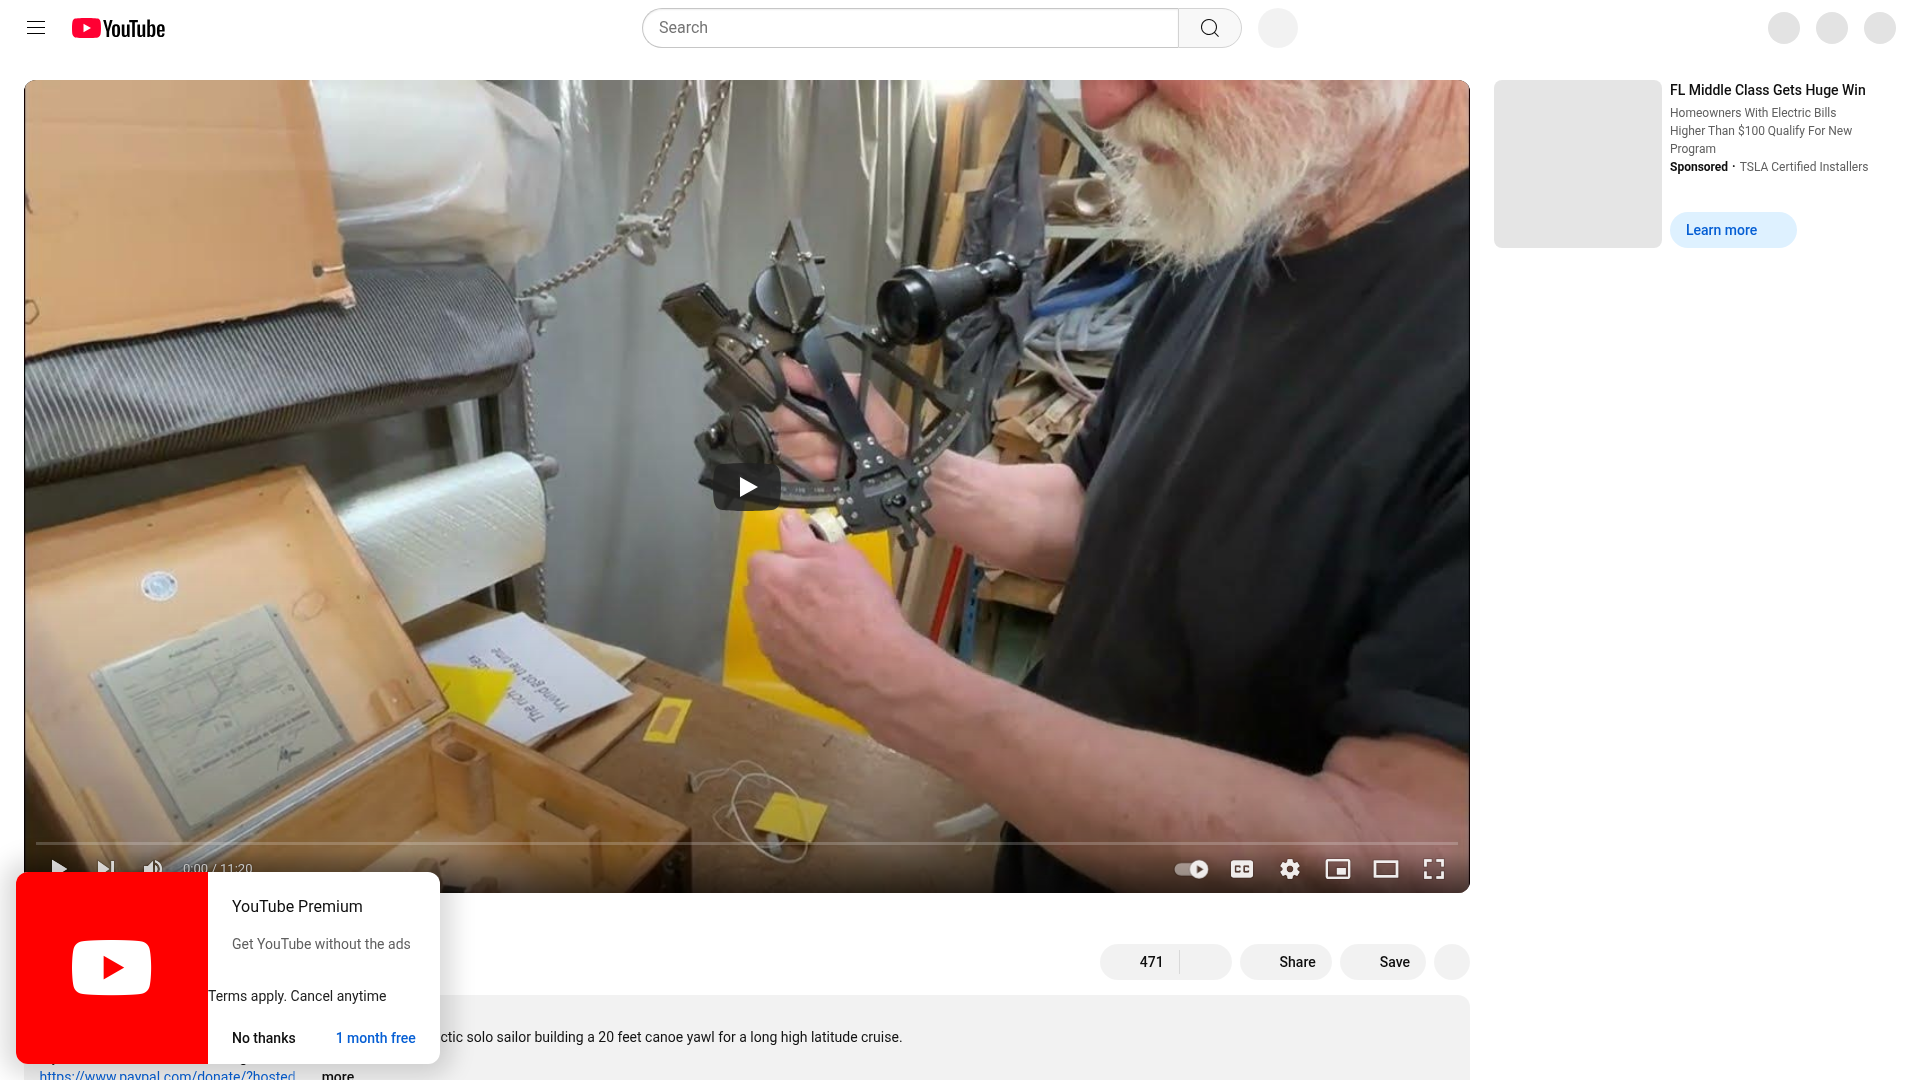 YouTube
Search
FL Middle Class Gets Huge Win
Homeowners With Electric Bills
Higher Than $100 Qualify For New
Program
Sponsored · TSLA Certified Installers
Learn more
The rich
Yrvind got the time
0:00 / 11:20
CC
471
Share
Save
YouTube Premium
Get YouTube without the ads
Terms apply. Cancel anytime
No thanks
1 month free
ctic solo sailor building a 20 feet canoe yawl for a long high latitude cruise.
https://www.paypal.com/donate/?hosted
more